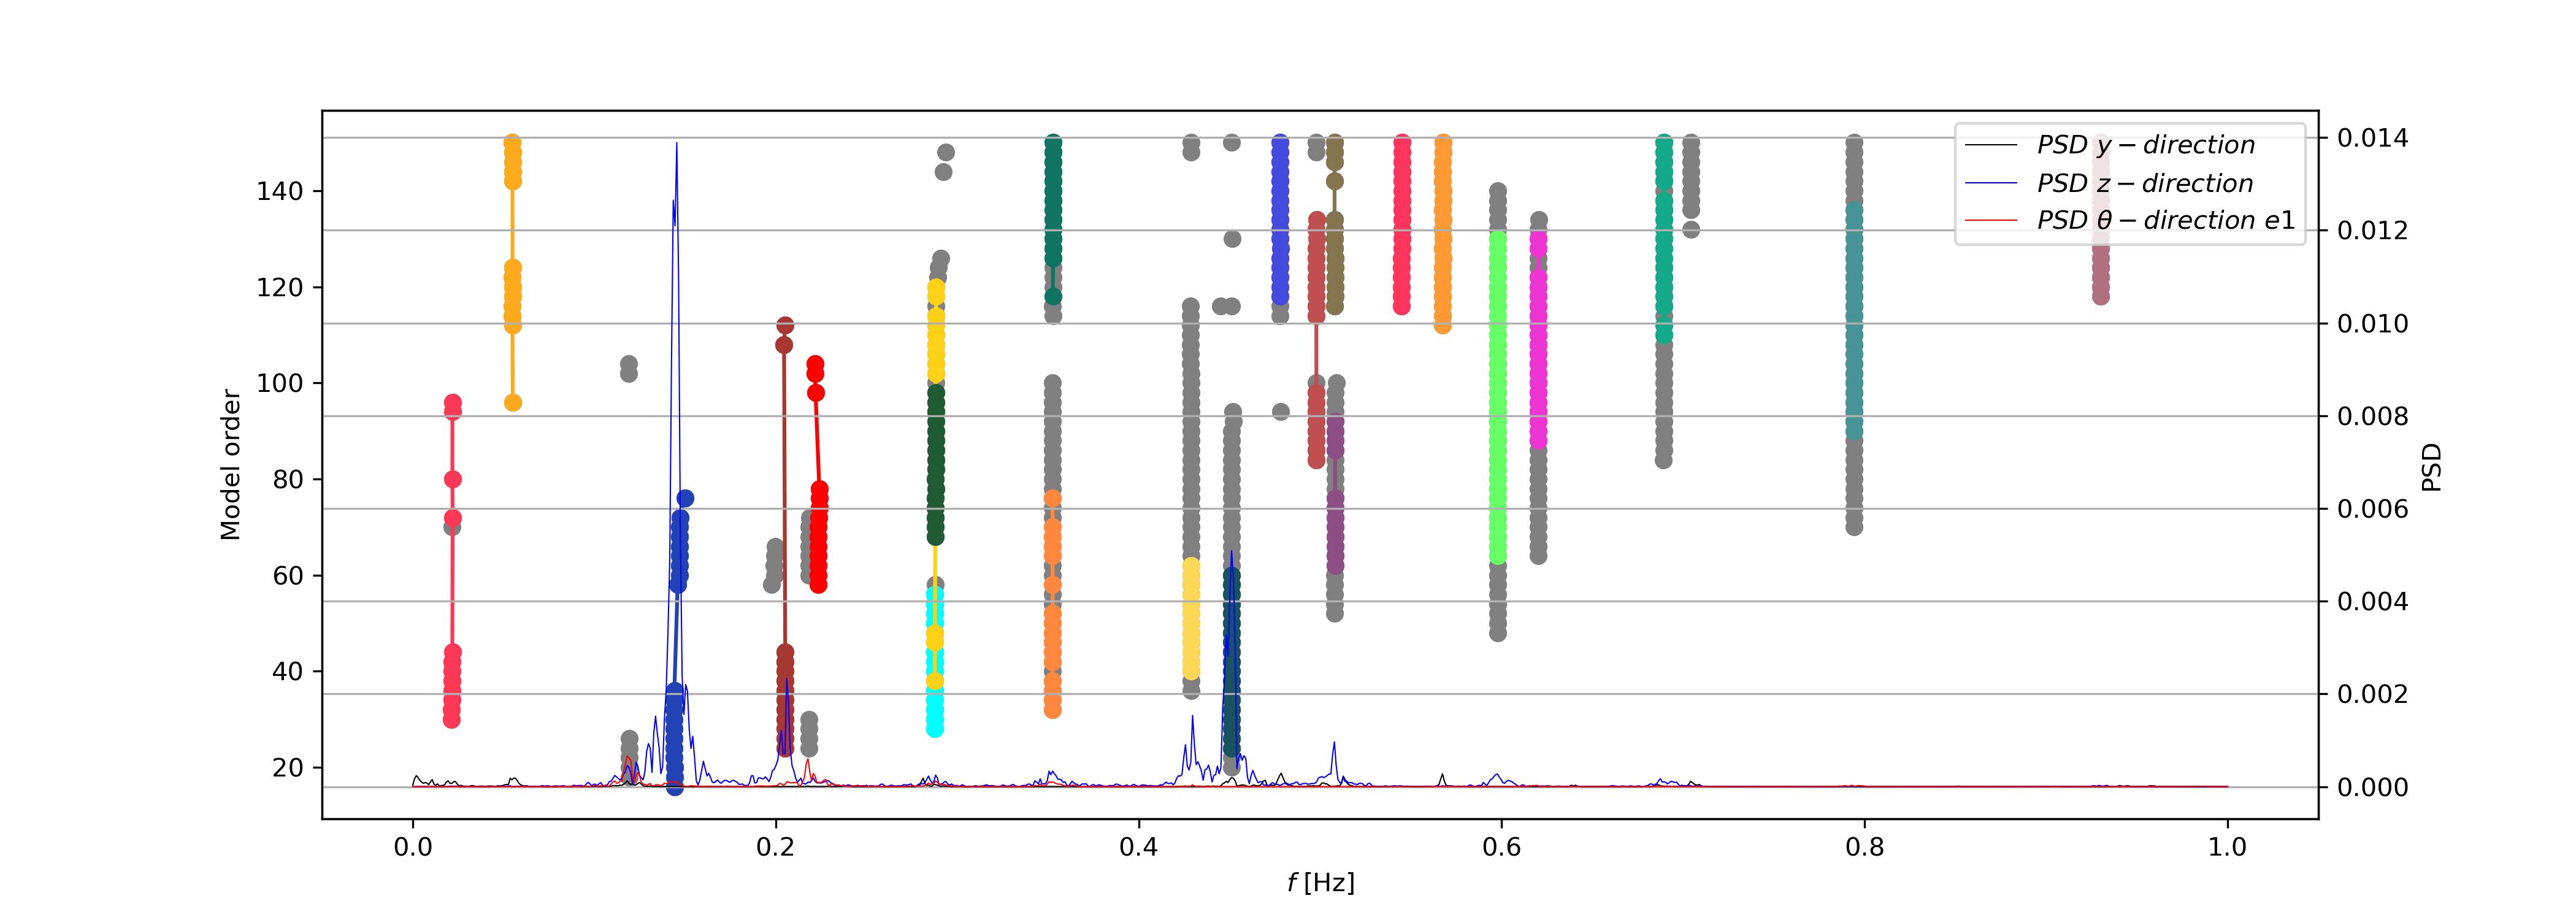 PSD y − direction
PSD z − direction
PSD θ − direction e1
Model order
140
120
100
80
60
40
20
0.014
0.012
0.010
0.008
0.006
0.004
0.002
0.000
PSD
0.0 0.2 0.4 0.6 0.8 1.0
f [Hz]